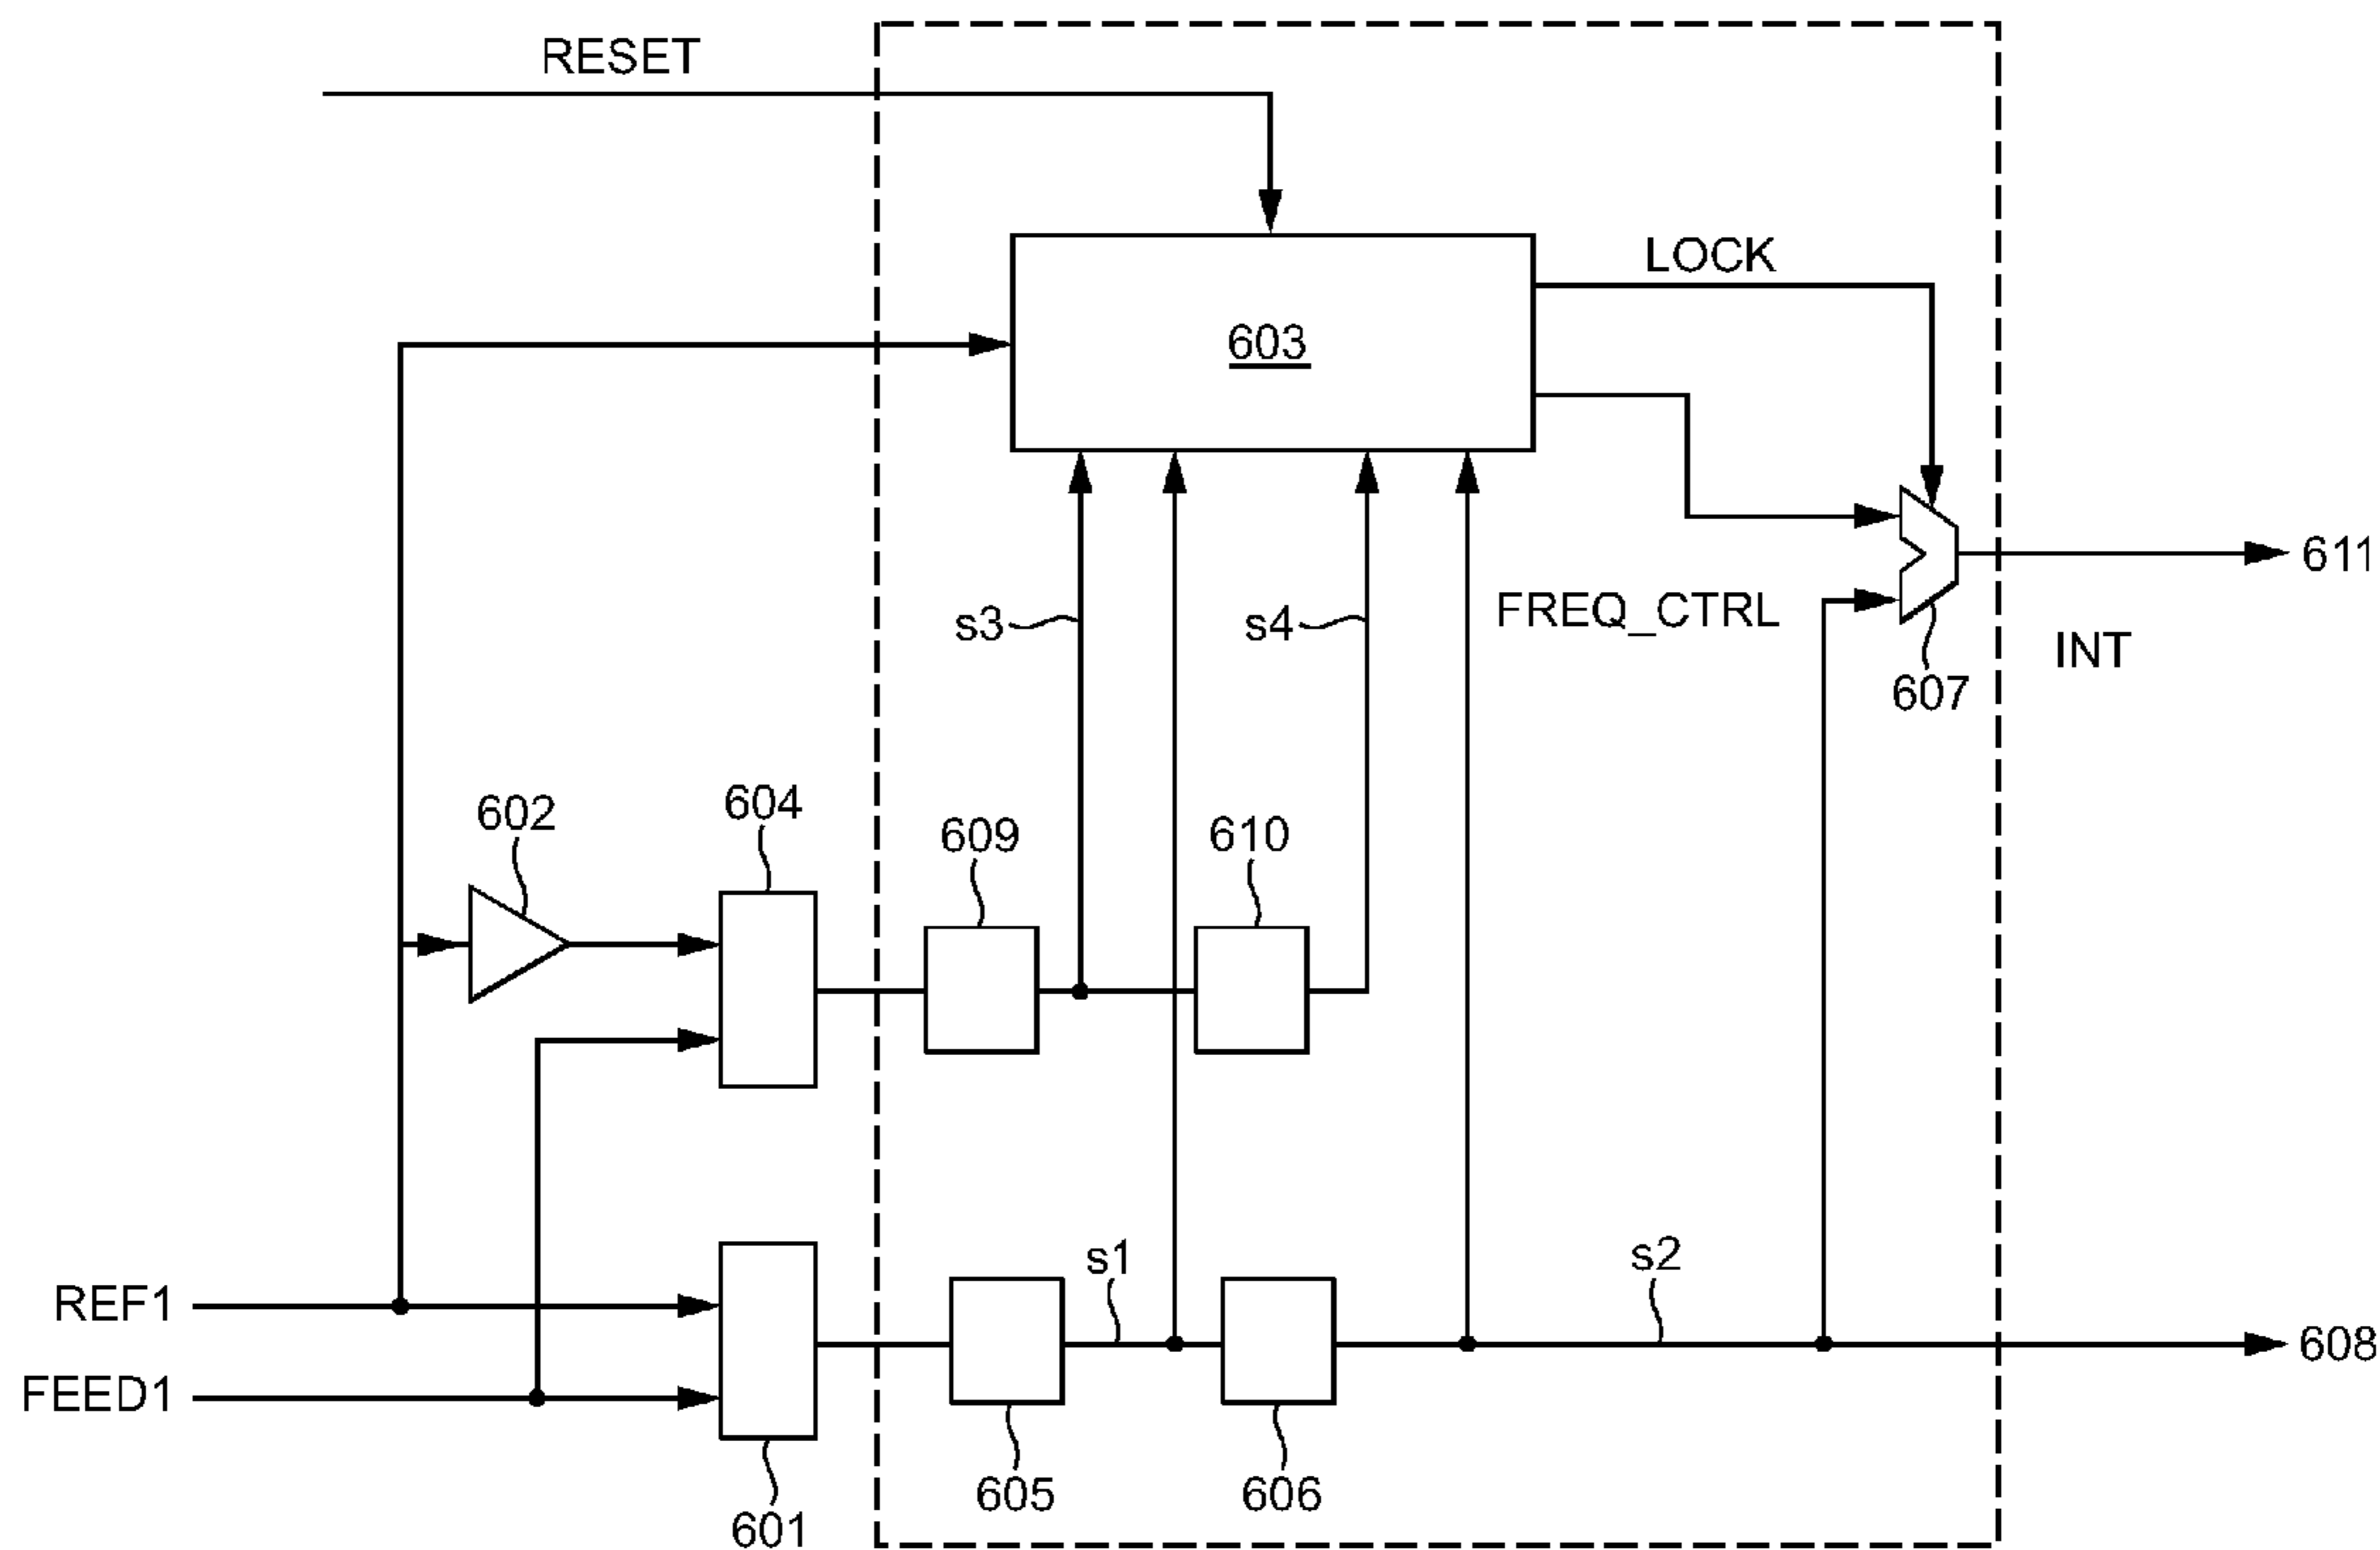 RESET
LOCK
603
611
s3
s4
FREQ_CTRL
INT
607
602
604
609
610
s1
s2
REF1
608
FEED1
605
606
601